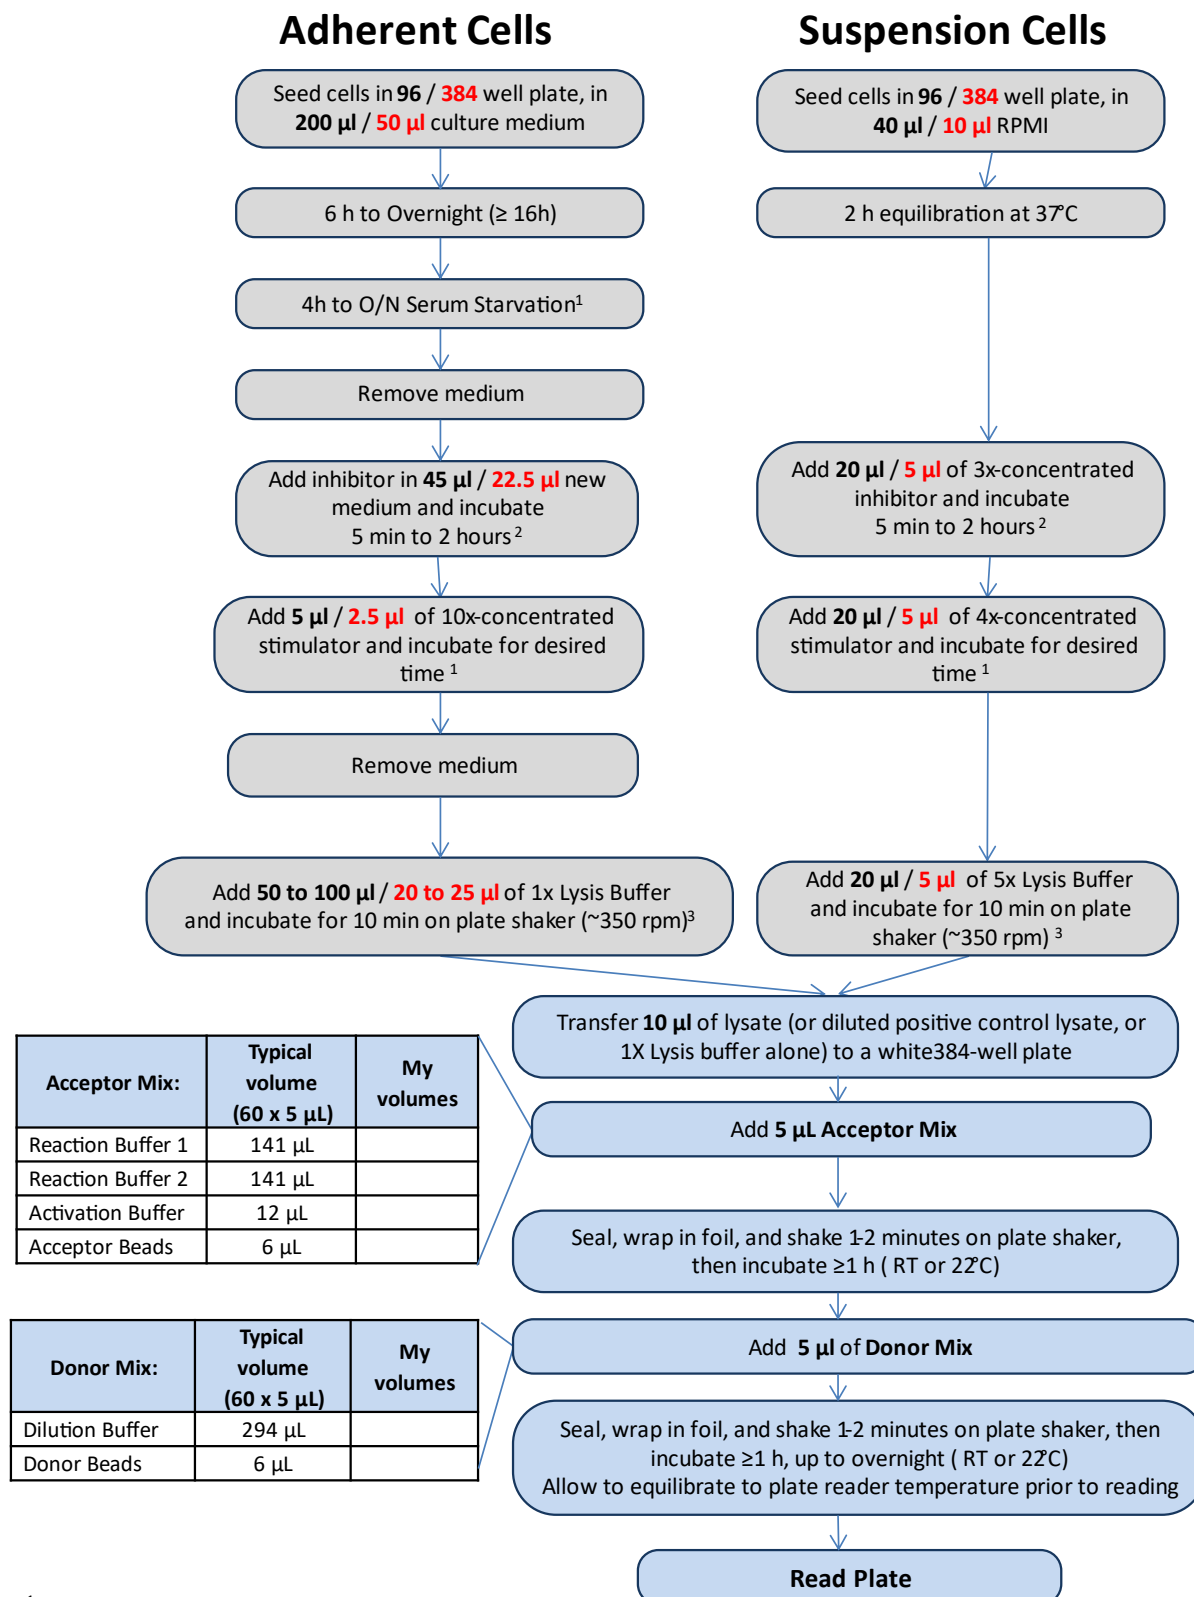 Adherent Cells
Seed cells in 96 / 384 well plate, in
200 µl / 50 µl culture medium
6 h to Overnight (≥ 16h)
4h to O/N Serum Starvation1
Remove medium
Add inhibitor in 45 µl / 22.5 µl new
medium and incubate
5 min to 2 hours 2
Add 5 µl / 2.5 µl of 10x-concentrated
stimulator and incubate for desired
time 1
Remove medium
Add 50 to 100 µl / 20 to 25 µl of 1x Lysis Buffer
and incubate for 10 min on plate shaker (~350 rpm)3
Suspension Cells
Seed cells in 96 / 384 well plate, in
40 µl / 10 µl RPMI
2 h equilibration at 37°C
Add 20 µl / 5 µl of 3x-concentrated
inhibitor and incubate
5 min to 2 hours 2
Add 20 µl / 5 µl of 4x-concentrated
stimulator and incubate for desired
time 1
Add 20 µl / 5 µl of 5x Lysis Buffer
and incubate for 10 min on plate
shaker (~350 rpm) 3
Transfer 10 µl of lysate (or diluted positive control lysate, or
1X Lysis buffer alone) to a white384-well plate
Acceptor Mix: Typical volume (60 x 5 µL) My volumes
Reaction Buffer 1 141 µL
Reaction Buffer 2 141 µL
Activation Buffer 12 µL
Acceptor Beads 6 µL
Add 5 µL Acceptor Mix
Seal, wrap in foil, and shake 1-2 minutes on plate shaker,
then incubate ≥1 h ( RT or 22°C)
Donor Mix: Typical volume (60 x 5 µL) My volumes
Dilution Buffer 294 µL
Donor Beads 6 µL
Add 5 µl of Donor Mix
Seal, wrap in foil, and shake 1-2 minutes on plate shaker, then
incubate ≥1 h, up to overnight ( RT or 22°C)
Allow to equilibrate to plate reader temperature prior to reading
Read Plate